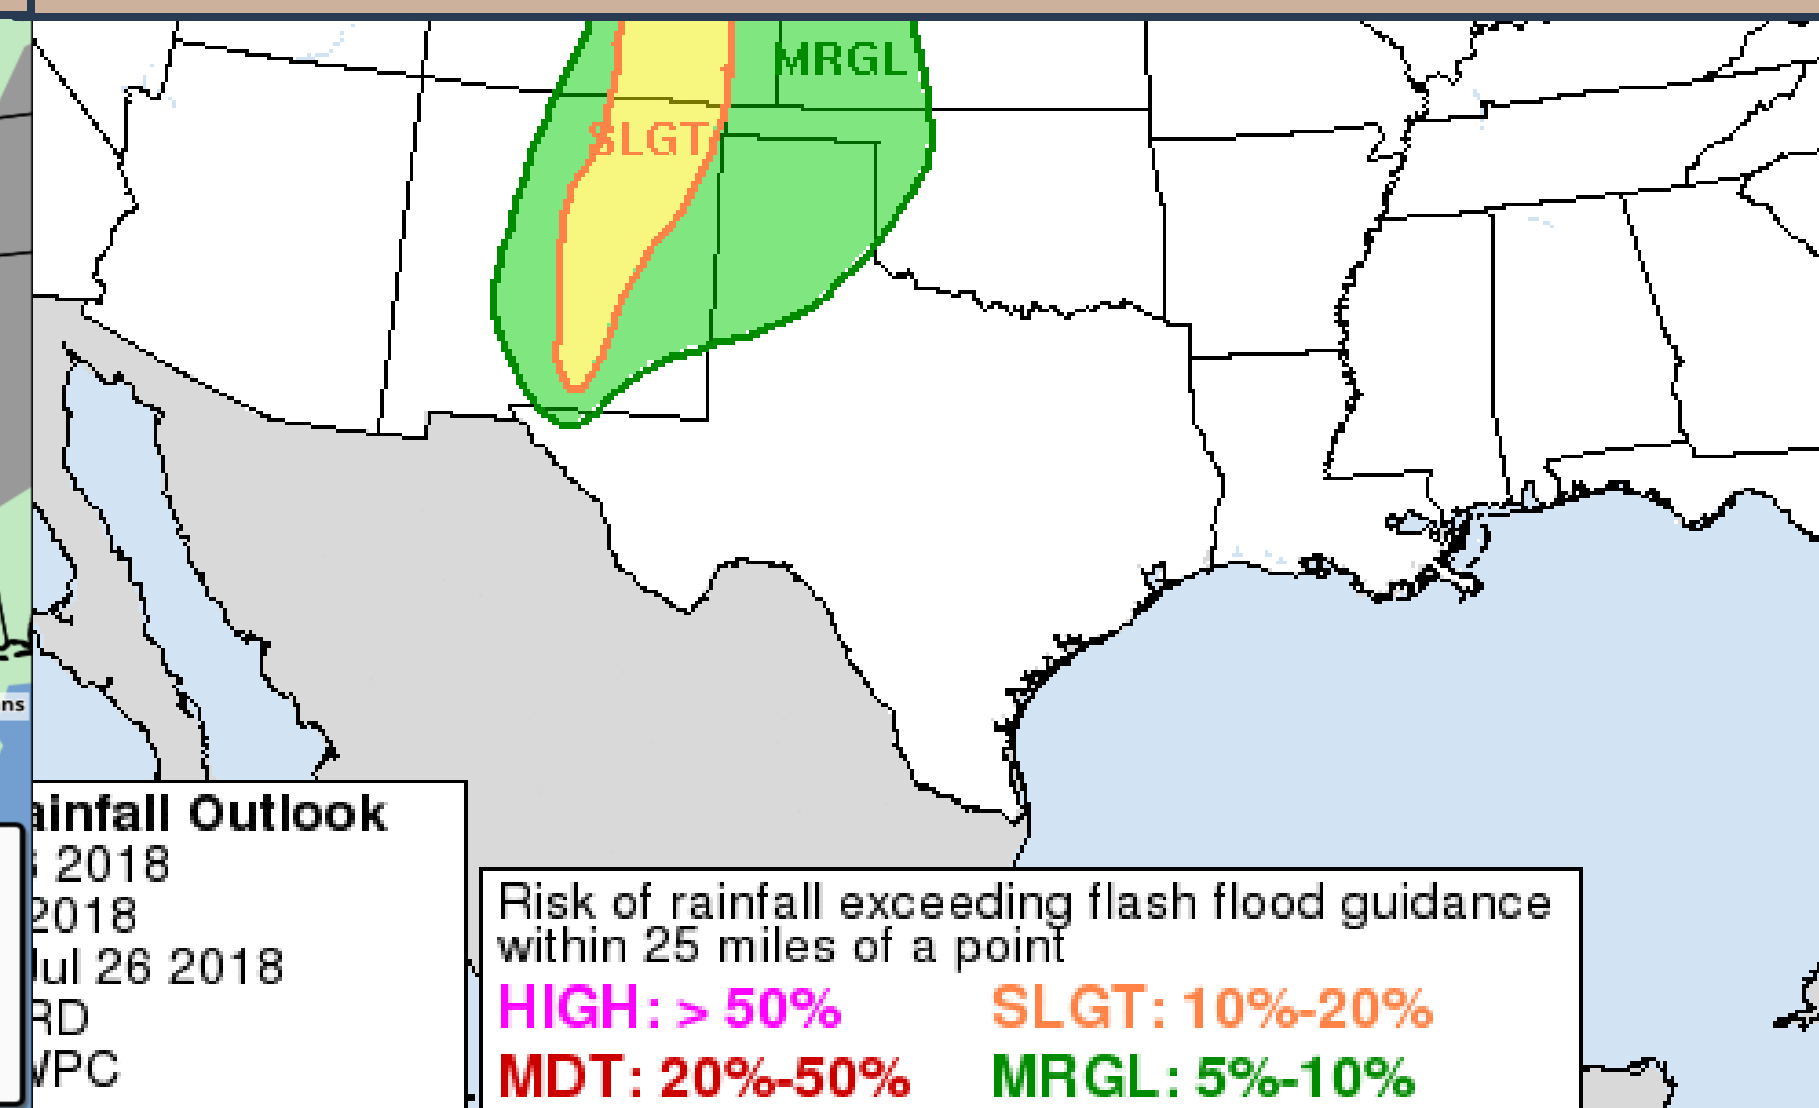 MRGL
SLGT
ns
ainfall Outlook
2018
2018
Jul 26 2018
RD
WPC
Risk of rainfall exceeding flash flood guidance
within 25 miles of a point
HIGH: > 50%
SLGT: 10%-20%
MDT: 20%-50%
MRGL: 5%-10%